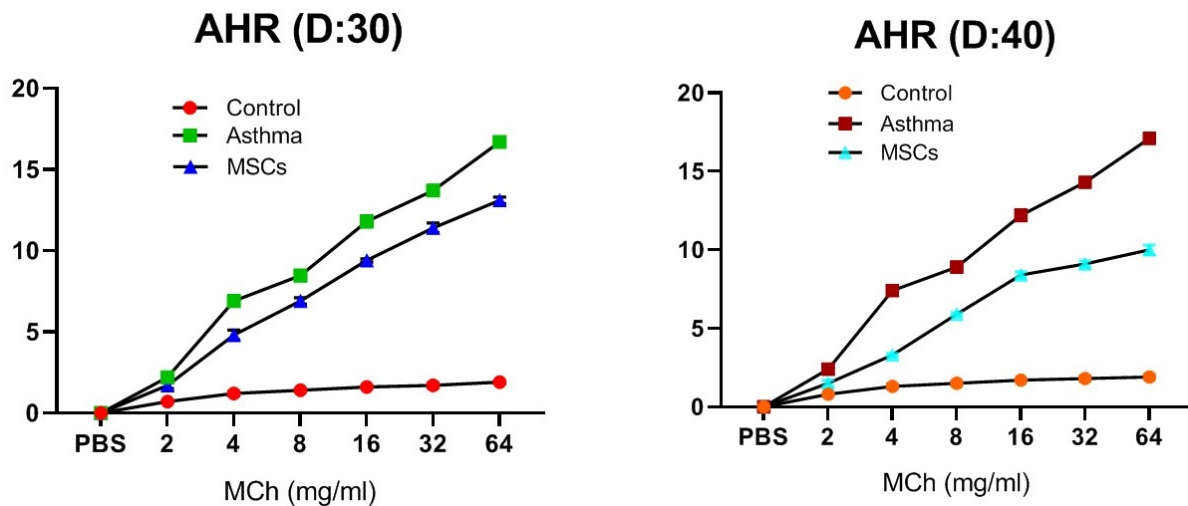 AHR (D:30)
20
15
10
5
0
Control
Asthma
MSCs
PBS 2 4 8 16 32 64
MCh (mg/ml)
AHR (D:40)
20
15
10
5
0
Control
Asthma
MSCs
PBS 2 4 8 16 32 64
MCh (mg/ml)